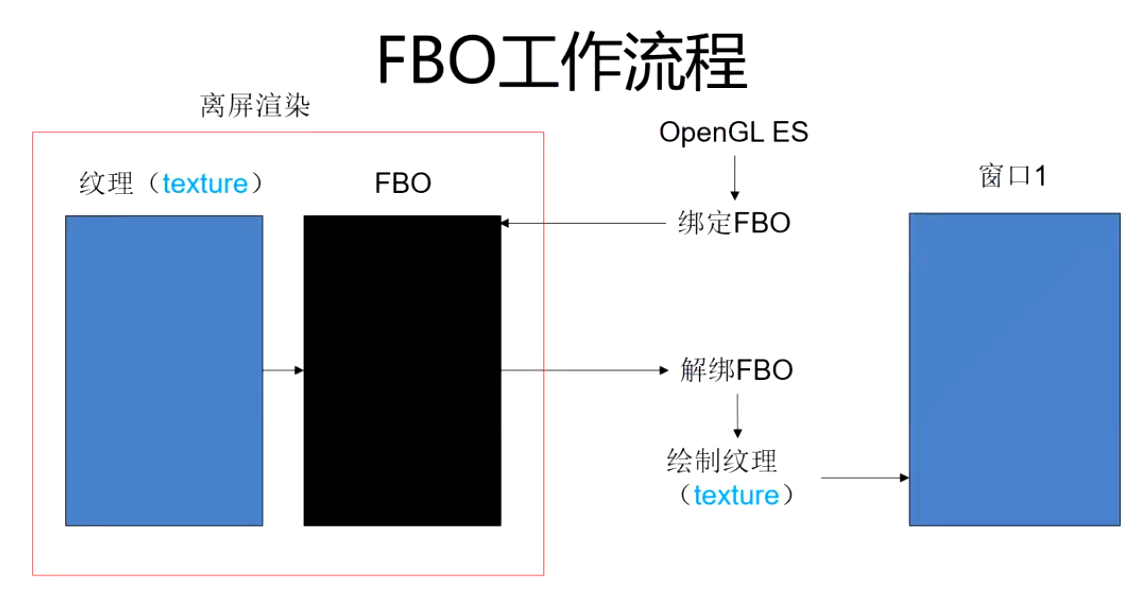 FBO工作流程
离屏渲染
纹理（texture）
FBO
OpenGL ES
绑定FBO
解绑FBO
绘制纹理
（texture）
窗口1